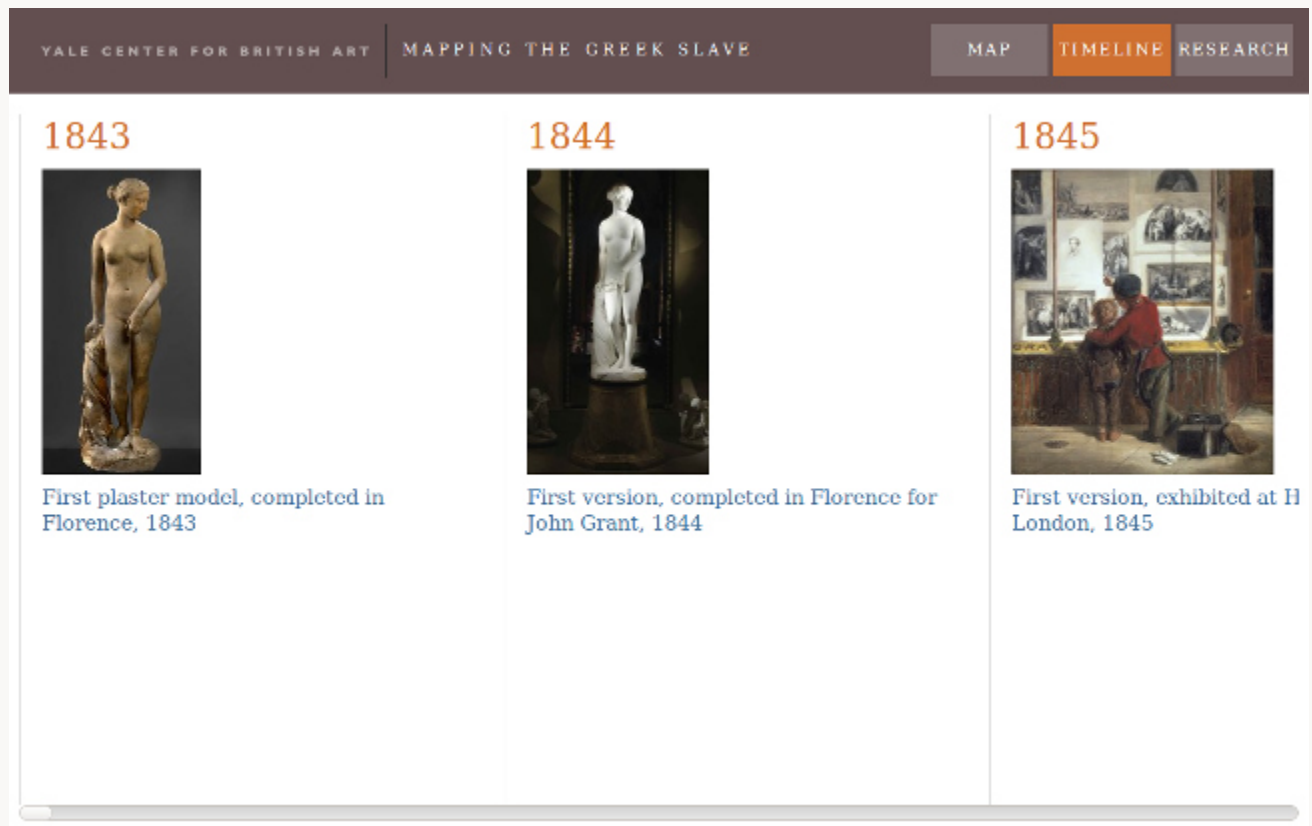 YALE CENTER FOR BRITISH ART
MAPPING THE GREEK SLAVE
MAP
TIMELINE
RESEARCH
1843
First plaster model, completed in
Florence, 1843
1844
First version, completed in Florence for
John Grant, 1844
1845
First version, exhibited at H
London, 1845